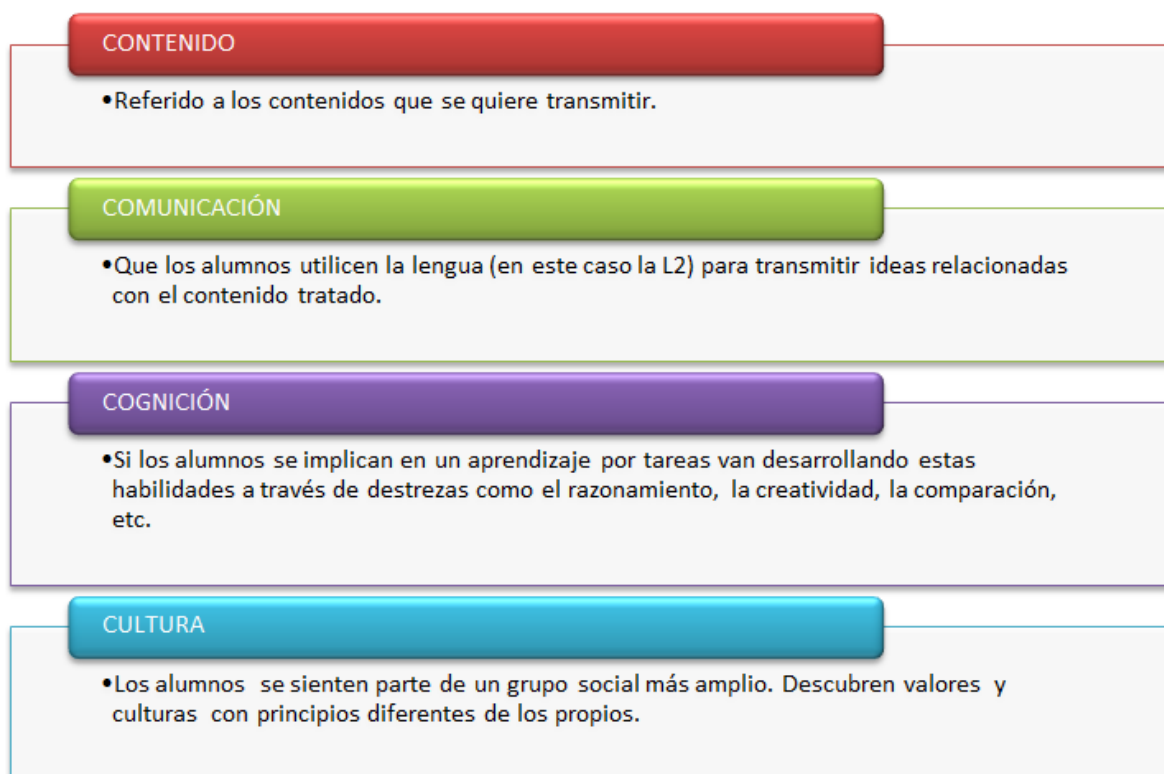 CONTENIDO
•Referido a los contenidos que se quiere transmitir.
COMUNICACIÓN
•Que los alumnos utilicen la lengua (en este caso la L2) para transmitir ideas relacionadas
con el contenido tratado.
COGNICIÓN
•Si los alumnos se implican en un aprendizaje por tareas van desarrollando estas
habilidades a través de destrezas como el razonamiento, la creatividad, la comparación,
etc.
CULTURA
•Los alumnos se sienten parte de un grupo social más amplio. Descubren valores y
culturas con principios diferentes de los propios.